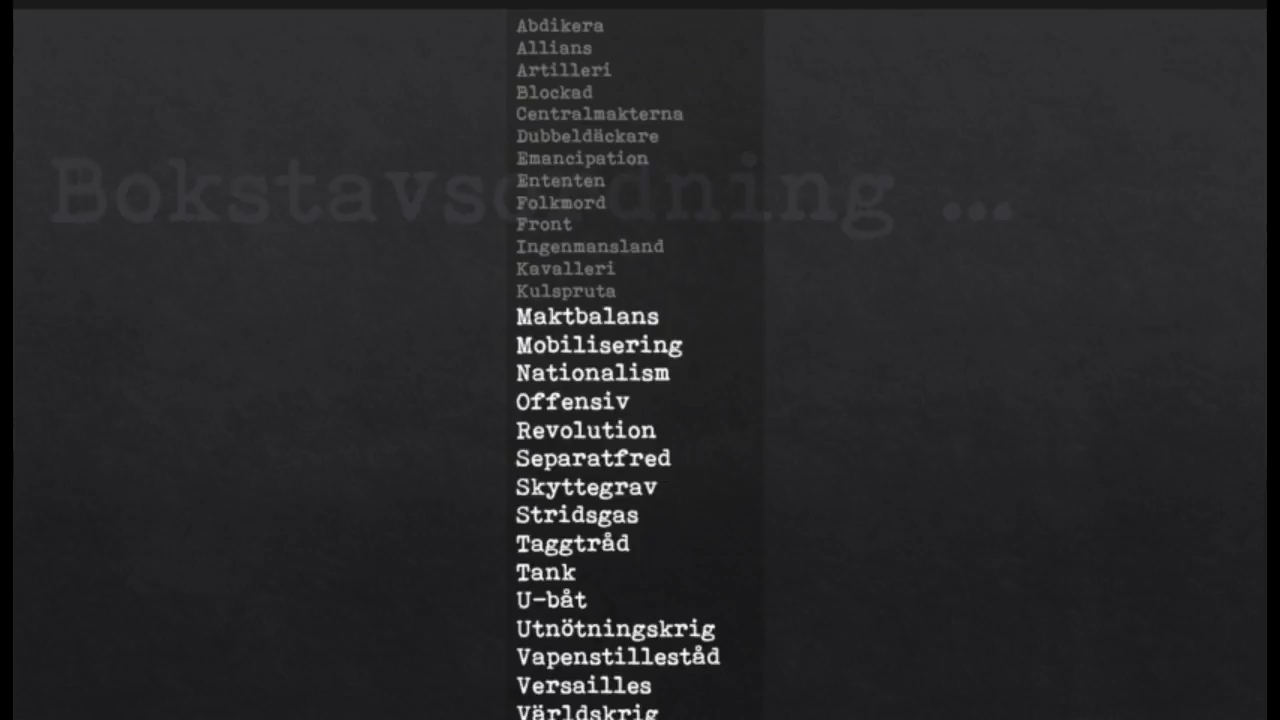 Abdikera
Allians
Artilleri
Blockad
Centralmakterna
Dubbeldäckare
Emancipation
Bokstavsordning ...
Ententen
Folkmord
Front
Ingenmansland
Kavalleri
Kulspruta
Maktbalans
Mobilisering
Nationalism
Offensiv
Revolution
Separatfred
Skyttegrav
Stridsgas
Taggtråd
Tank
U-båt
Utnötningskrig
Vapenstilleståd
Versailles
Världskrig